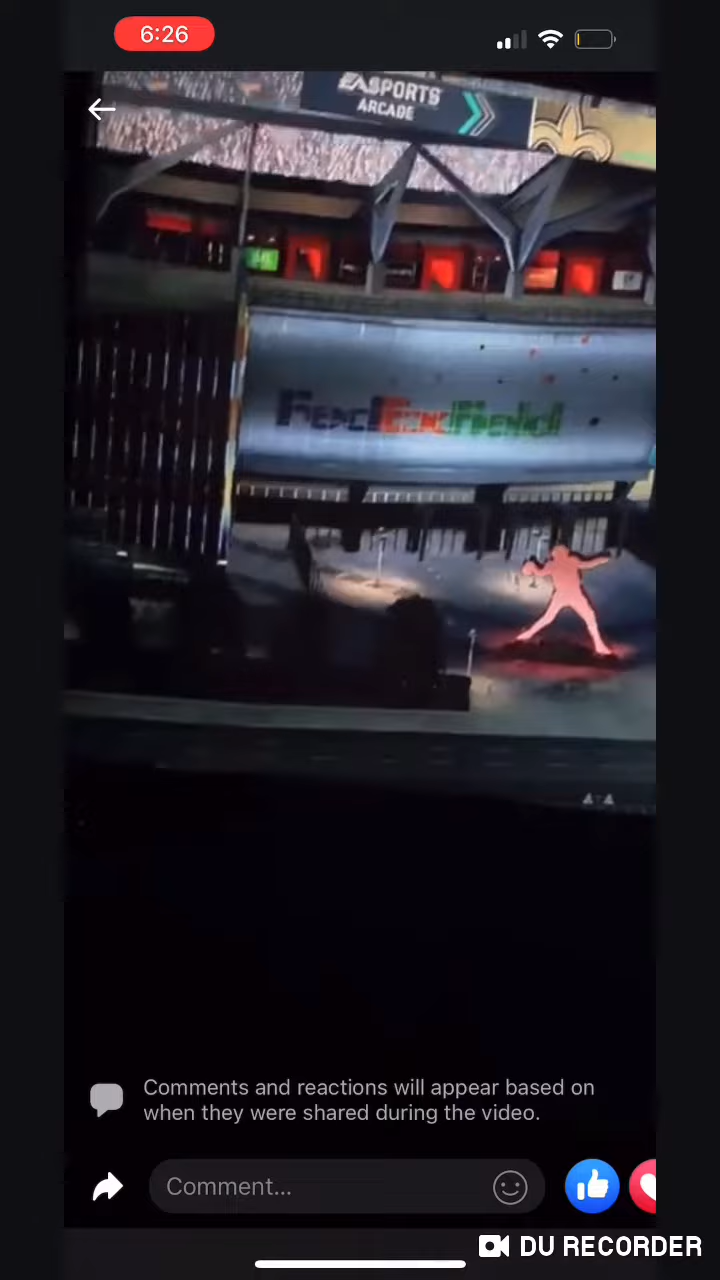 6:26
EA SPORTS
ARCADE
FedExField
Comments and reactions will appear based on
when they were shared during the video.
Comment...
DU RECORDER